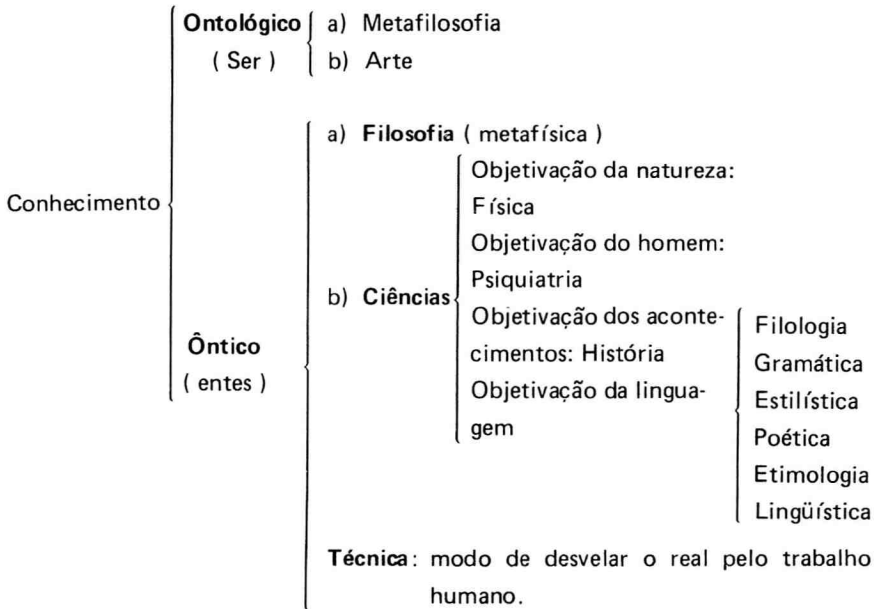 Ontológico
( Ser )
a) Metafilosofia
b) Arte
Conhecimento
Ôntico
( entes )
a) Filosofia ( metafísica )
b) Ciências
Objetivação da natureza:
Física
Objetivação do homem:
Psiquiatria
Objetivação dos aconte-
cimentos: História
Objetivação da lingua-
gem
Filologia
Gramática
Estilística
Poética
Etimologia
Lingüística
Técnica: modo de desvelar o real pelo trabalho
humano.